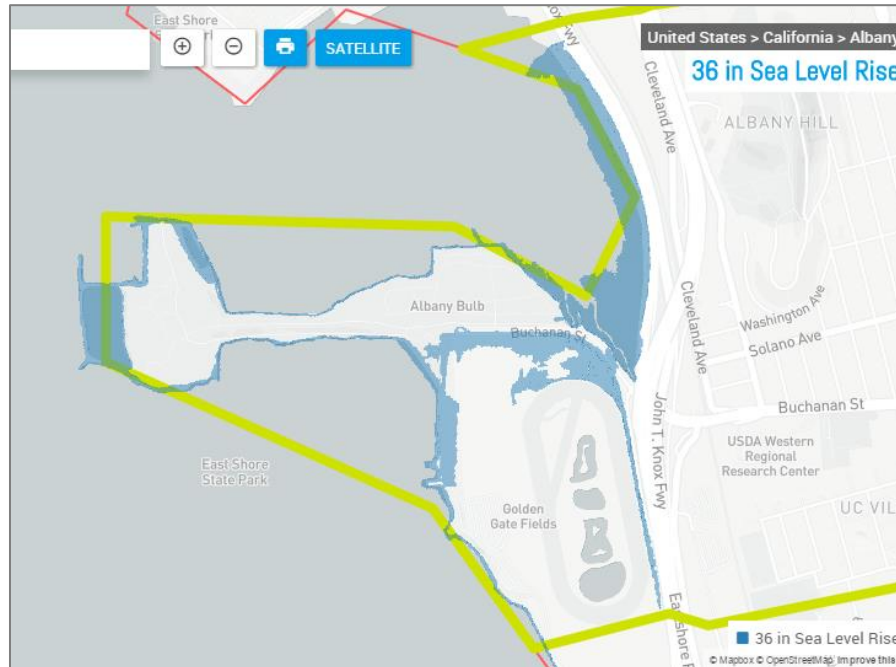 East Shore
SATELLITE
United States > California > Albany
36 in Sea Level Rise
Cleveland Ave
ALBANY HILL
Albany Bulb
Buchanan St
Cleveland Ave
Washington Ave
Solano Ave
Buchanan St
John T. Knox Fwy
USDA Western
Regional
Research Center
East Shore
State Park
Golden
Gate Fields
UC VIL
36 in Sea Level Rise
© Mapbox © OpenStreetMap Improve this